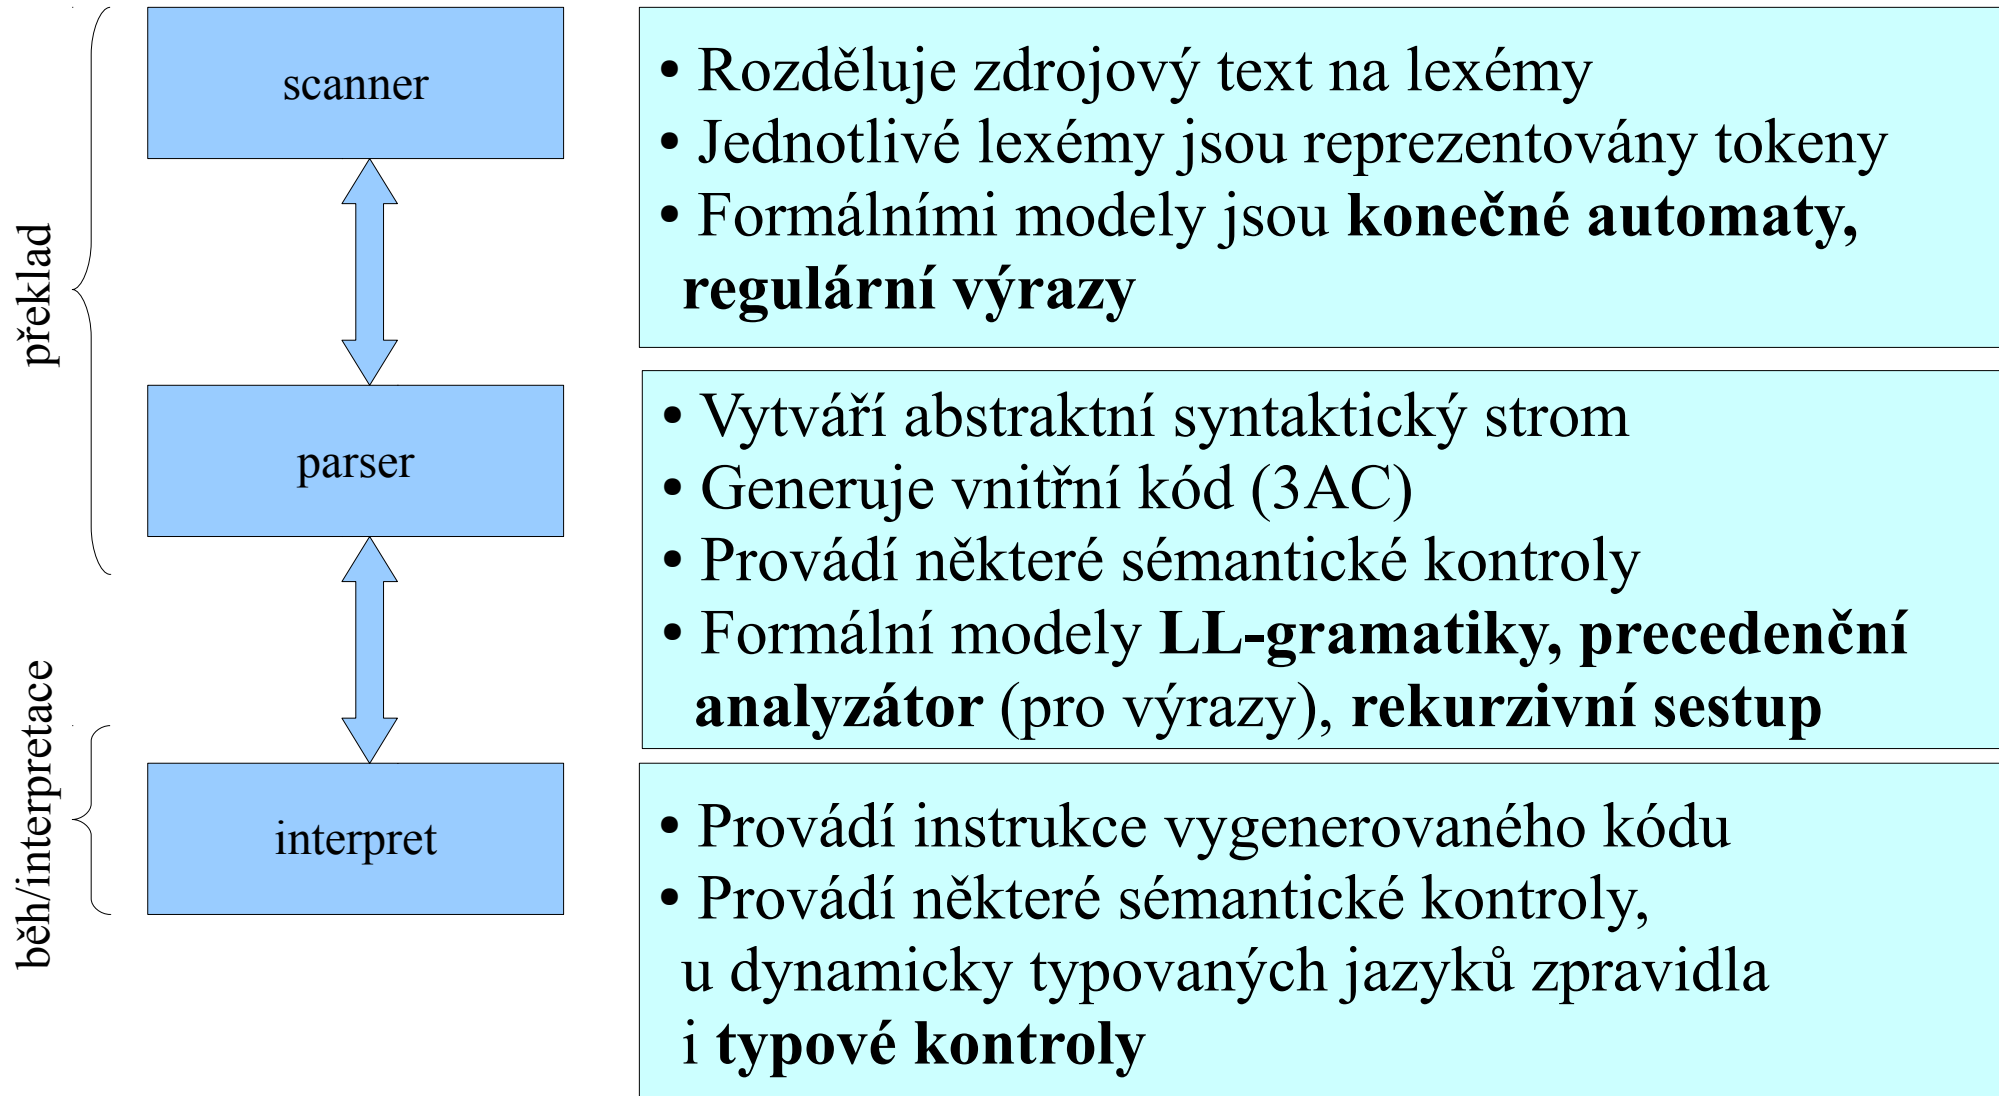 scanner
• Rozděluje zdrojový text na lexémy
• Jednotlivé lexémy jsou reprezentovány tokeny
• Formálními modely jsou konečné automaty,
regulární výrazy
překlad
parser
• Vytváří abstraktní syntaktický strom
• Generuje vnitřní kód (3AC)
• Provádí některé sémantické kontroly
• Formální modely LL-gramatiky, precedenční
analyzátor (pro výrazy), rekurzivní sestup
běh/interpretace
interpret
• Provádí instrukce vygenerovaného kódu
• Provádí některé sémantické kontroly,
u dynamicky typovaných jazyků zpravidla
i typové kontroly